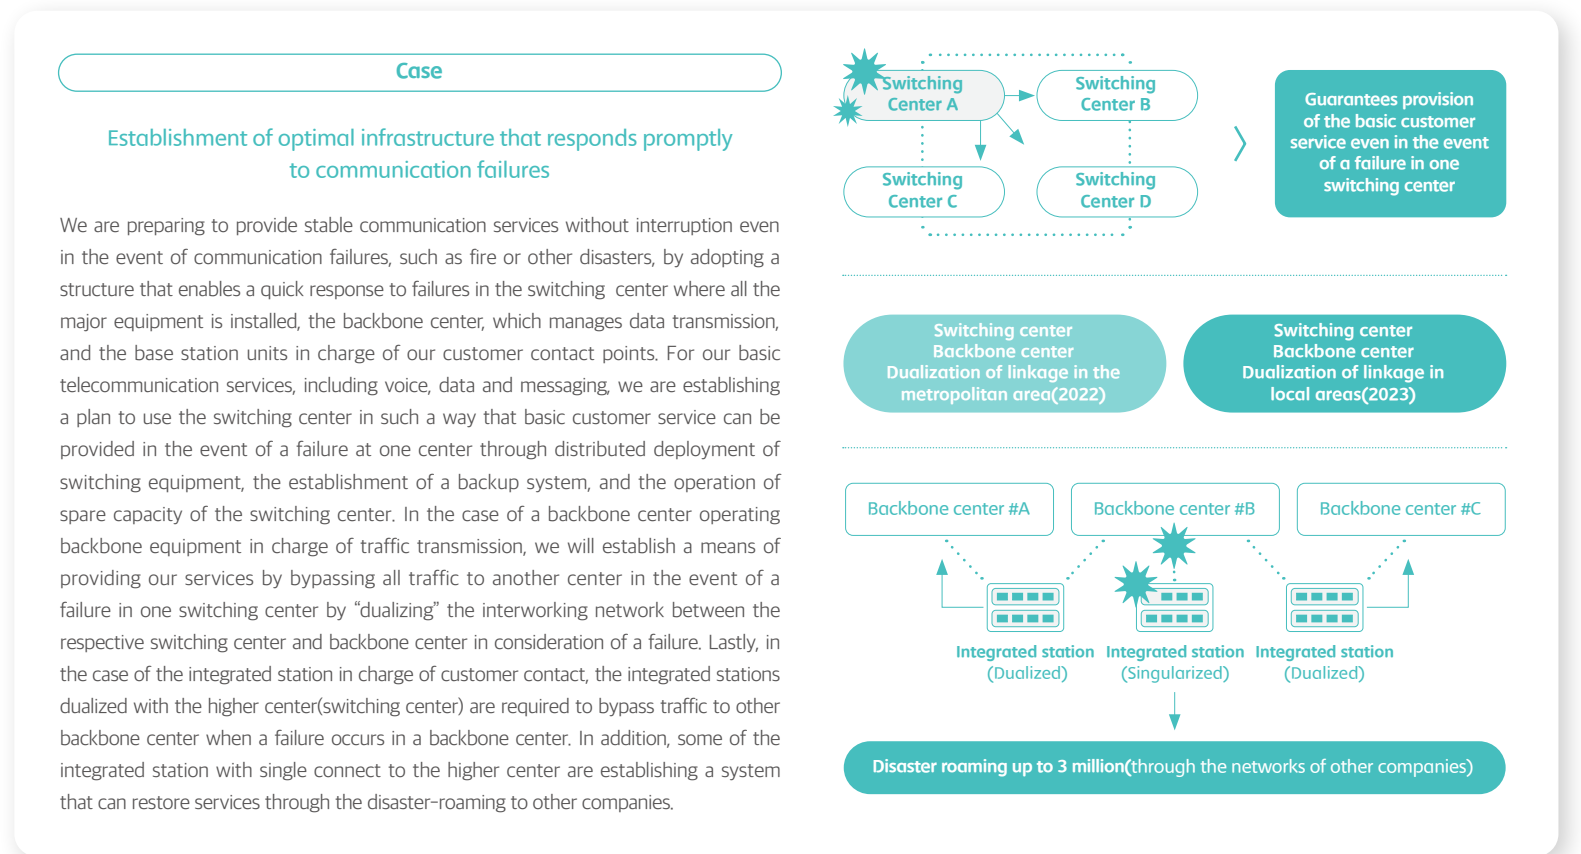 Case
Establishment of optimal infrastructure that responds promptly
to communication failures
We are preparing to provide stable communication services without interruption even
in the event of communication failures, such as fire or other disasters, by adopting a
structure that enables a quick response to failures in the switching center where all the
major equipment is installed, the backbone center, which manages data transmission,
and the base station units in charge of our customer contact points. For our basic
telecommunication services, including voice, data and messaging, we are establishing
a plan to use the switching center in such a way that basic customer service can be
provided in the event of a failure at one center through distributed deployment of
switching equipment, the establishment of a backup system, and the operation of
spare capacity of the switching center. In the case of a backbone center operating
backbone equipment in charge of traffic transmission, we will establish a means of
providing our services by bypassing all traffic to another center in the event of a
failure in one switching center by “dualizing” the interworking network between the
respective switching center and backbone center in consideration of a failure. Lastly, in
the case of the integrated station in charge of customer contact, the integrated stations
dualized with the higher center(switching center) are required to bypass traffic to other
backbone center when a failure occurs in a backbone center. In addition, some of the
integrated station with single connect to the higher center are establishing a system
that can restore services through the disaster-roaming to other companies.
Switching
Center A
Switching
Center B
Switching
Center C
Switching
Center D
Guarantees provision
of the basic customer
service even in the event
of a failure in one
switching center
Switching center
Backbone center
Dualization of linkage in the
metropolitan area(2022)
Switching center
Backbone center
Dualization of linkage in
local areas(2023)
Backbone center #A
Backbone center #B
Backbone center #C
Integrated station
(Dualized)
Integrated station
(Singularized)
Integrated station
(Dualized)
Disaster roaming up to 3 million(through the networks of other companies)